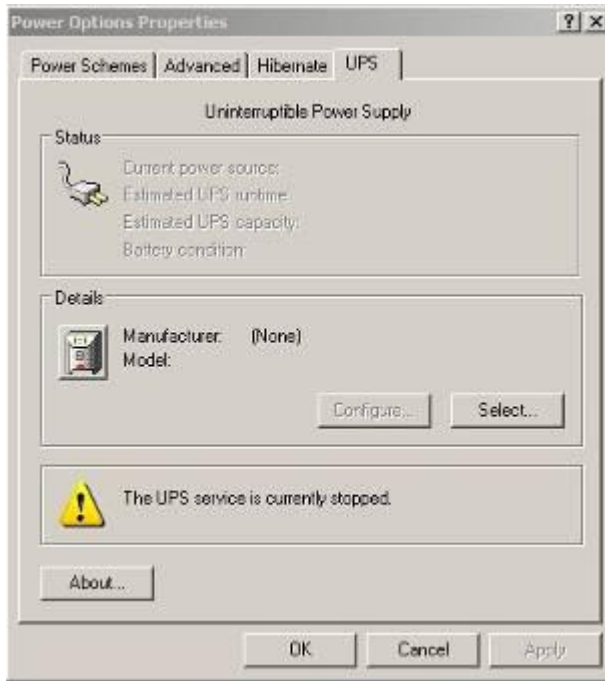 Power Options Properties
Power Schemes Advanced Hibernate UPS
Uninterruptible Power Supply
Status
Current power source:
Estimated UPS runtime:
Estimated UPS capacity:
Battery condition:
Details
Manufacturer: (None)
Model:
Configure... Select...
The UPS service is currently stopped.
About...
OK Cancel Apply